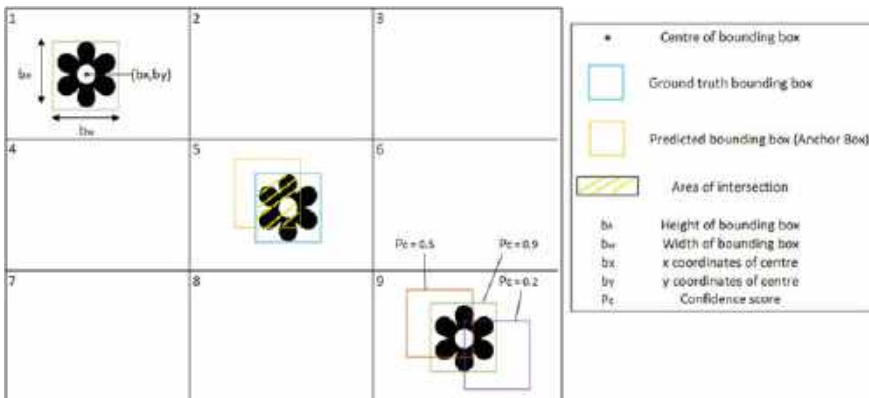 1
2
3
bh
(bx,by)
bw
4
5
6
Pc = 0.5
Pc = 0.9
Pc = 0.2
7
8
9
Centre of bounding box
Ground truth bounding box
Predicted bounding box (Anchor Box)
Area of intersection
bh Height of bounding box
bw Width of bounding box
bx x coordinates of centre
by y coordinates of centre
Pc Confidence score